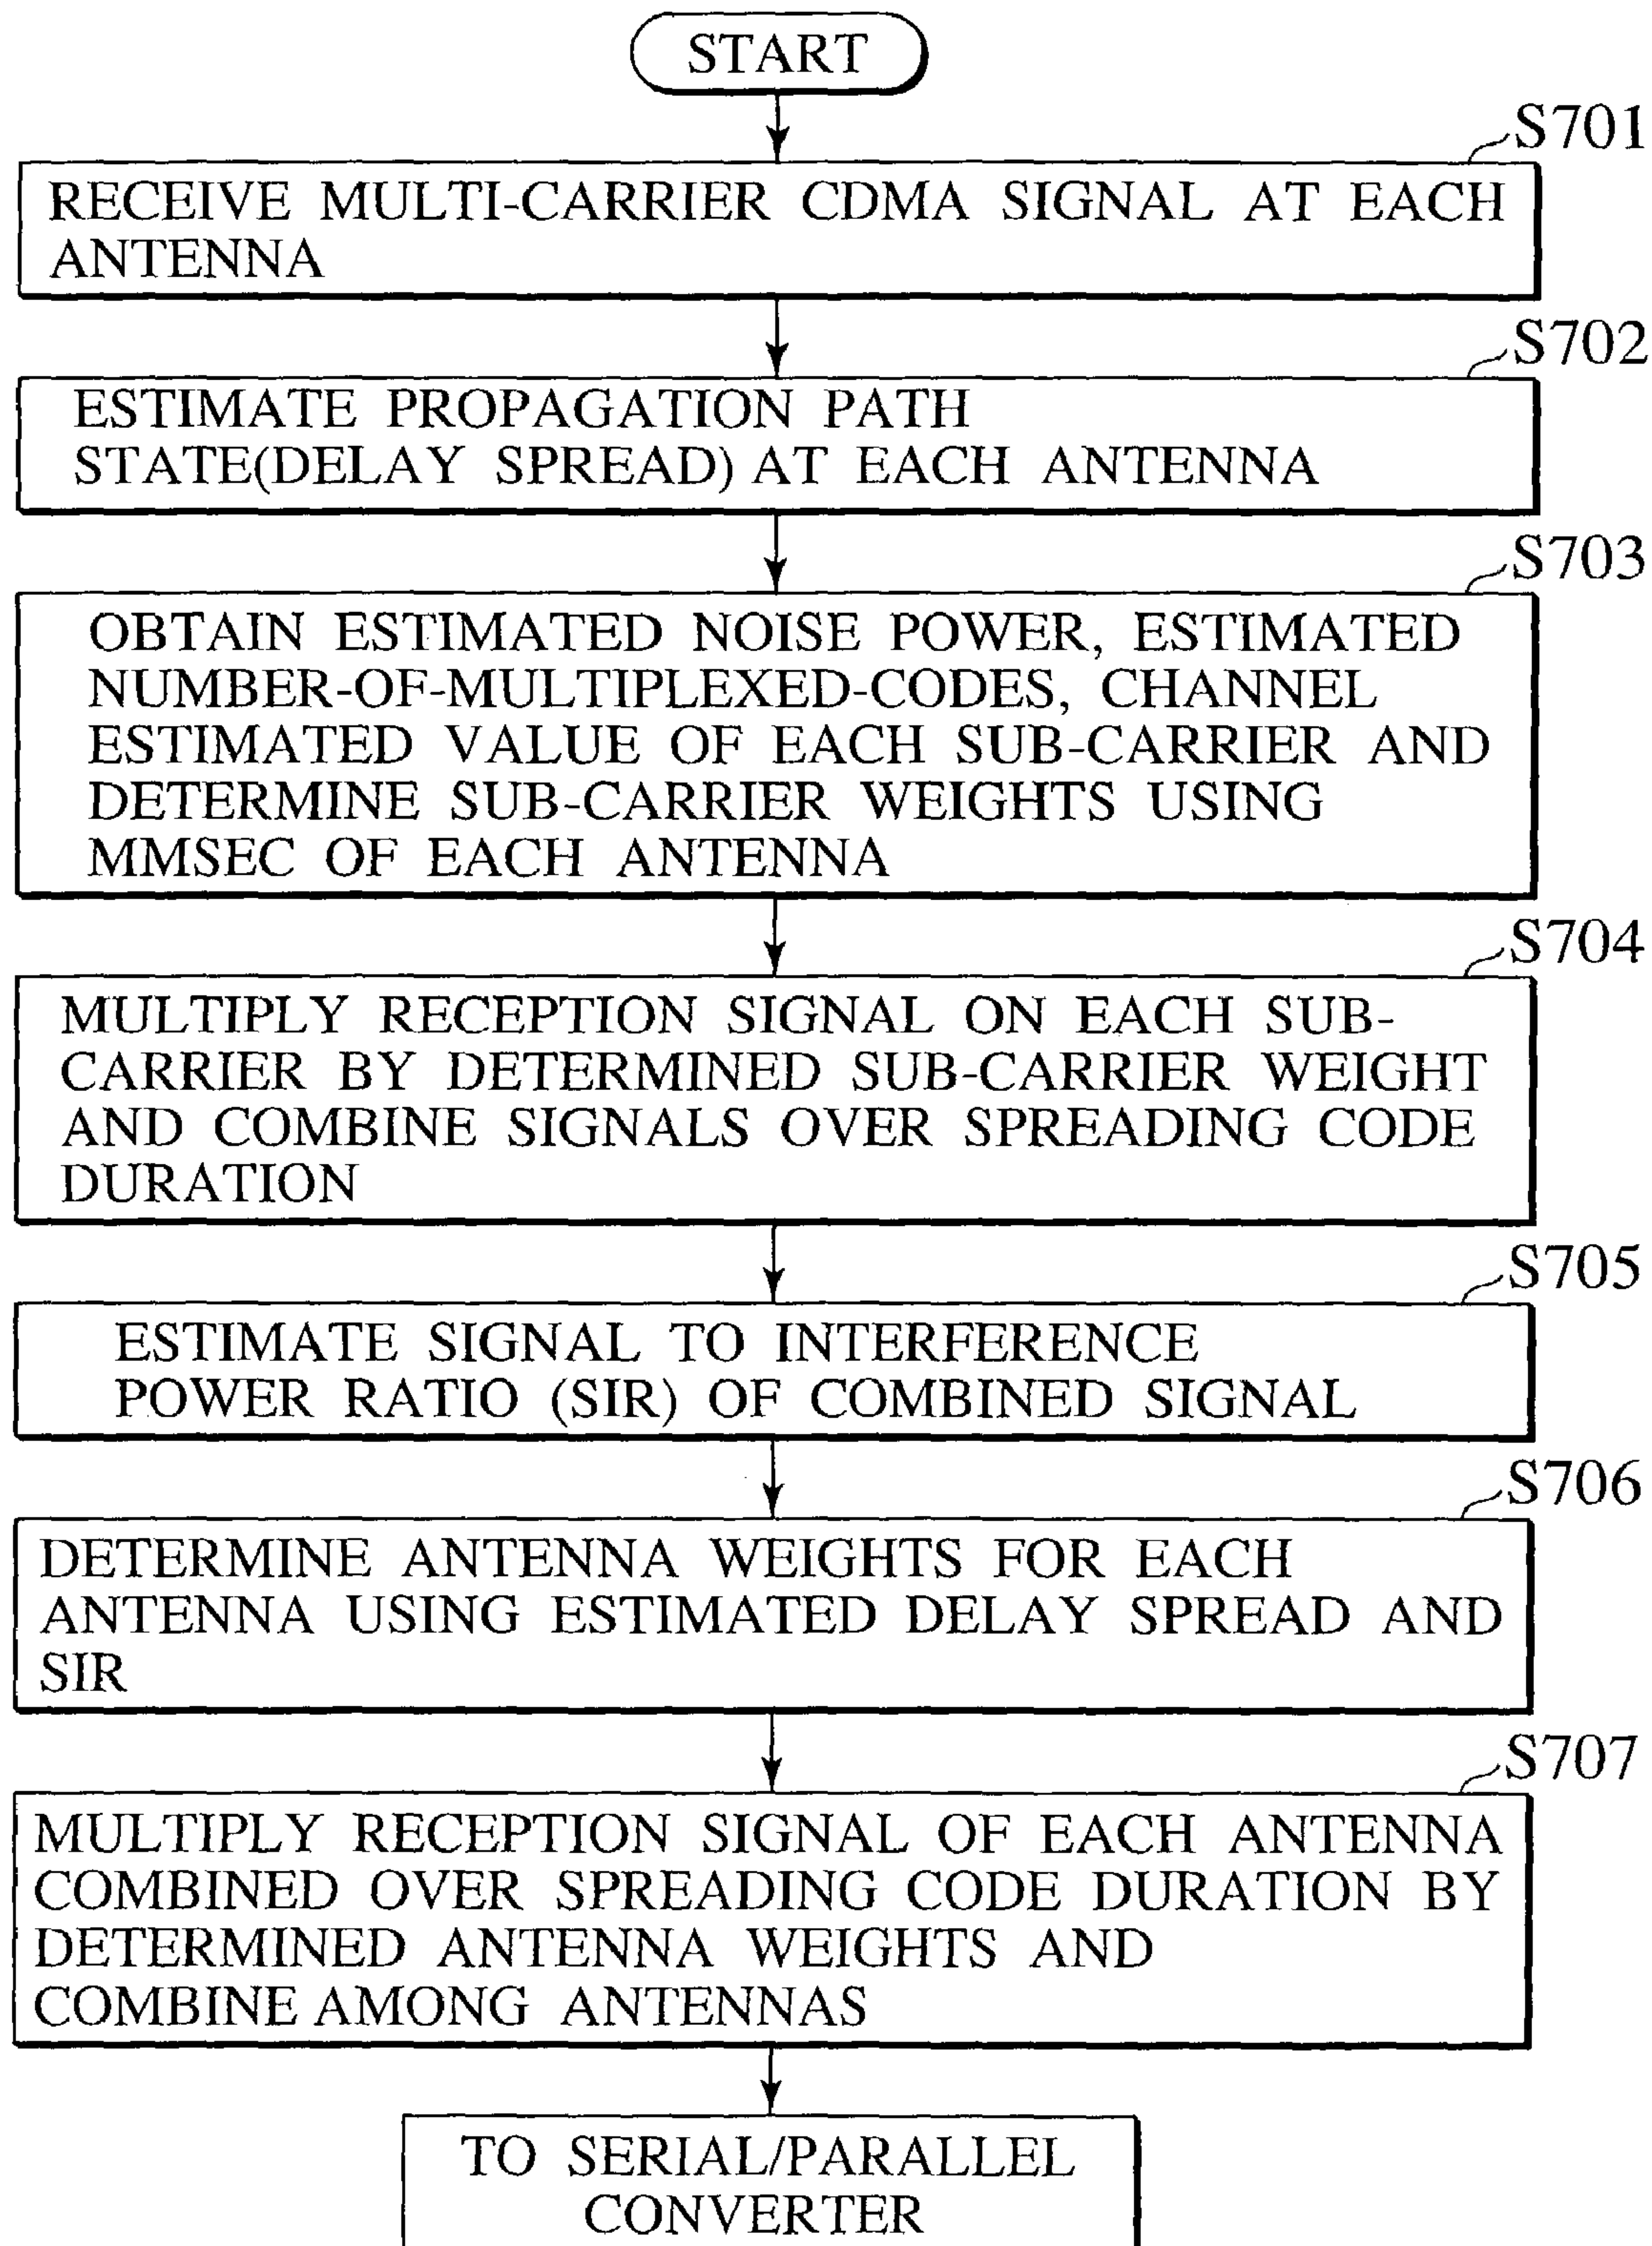 START
S701
RECEIVE MULTI-CARRIER CDMA SIGNAL AT EACH
ANTENNA
S702
ESTIMATE PROPAGATION PATH
STATE(DELAY SPREAD) AT EACH ANTENNA
S703
OBTAIN ESTIMATED NOISE POWER, ESTIMATED
NUMBER-OF-MULTIPLEXED-CODES, CHANNEL
ESTIMATED VALUE OF EACH SUB-CARRIER AND
DETERMINE SUB-CARRIER WEIGHTS USING
MMSEC OF EACH ANTENNA
S704
MULTIPLY RECEPTION SIGNAL ON EACH SUB-
CARRIER BY DETERMINED SUB-CARRIER WEIGHT
AND COMBINE SIGNALS OVER SPREADING CODE
DURATION
S705
ESTIMATE SIGNAL TO INTERFERENCE
POWER RATIO (SIR) OF COMBINED SIGNAL
S706
DETERMINE ANTENNA WEIGHTS FOR EACH
ANTENNA USING ESTIMATED DELAY SPREAD AND
SIR
S707
MULTIPLY RECEPTION SIGNAL OF EACH ANTENNA
COMBINED OVER SPREADING CODE DURATION BY
DETERMINED ANTENNA WEIGHTS AND
COMBINE AMONG ANTENNAS
TO SERIAL/PARALLEL
CONVERTER